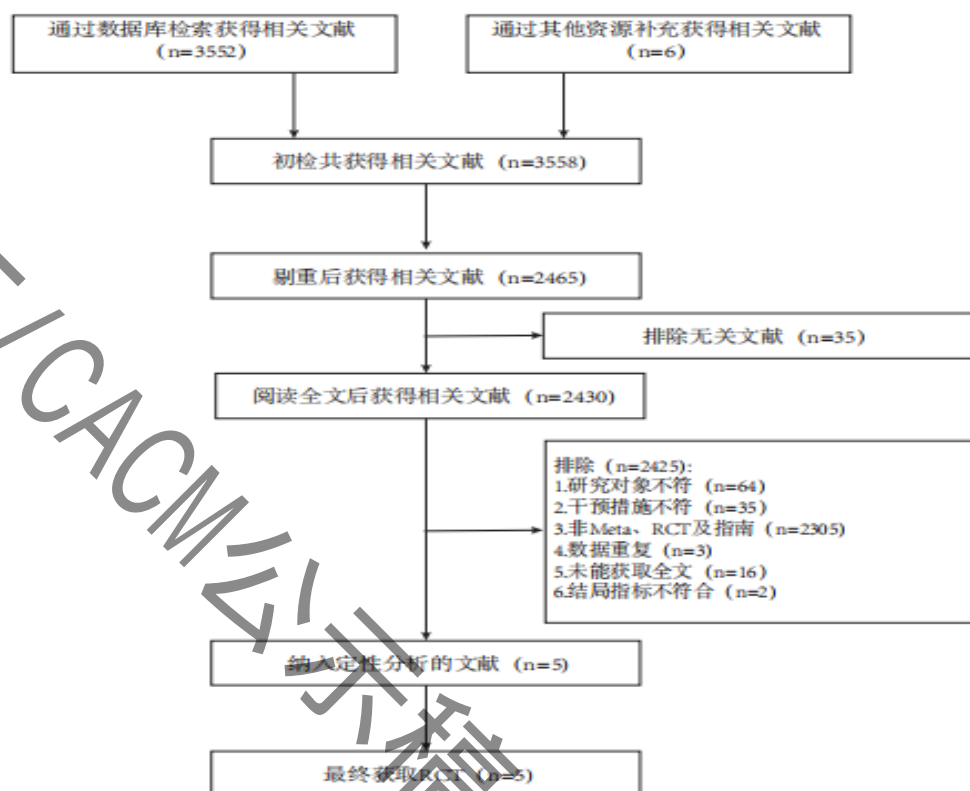 通过数据库检索获得相关文献
(n=3552)
通过其他资源补充获得相关文献
(n=6)
初检共获得相关文献 (n=3558)
剔重后获得相关文献 (n=2465)
排除无关文献 (n=35)
阅读全文后获得相关文献 (n=2430)
排除 (n=2425):
1.研究对象不符 (n=64)
2.干预措施不符 (n=35)
3.非Meta、RCT及指南 (n=2305)
4.数据重复 (n=3)
5.未能获取全文 (n=16)
6.结局指标不符合 (n=2)
纳入定性分析的文献 (n=5)
最终获取RCT (n=5)
/CACM公示稿